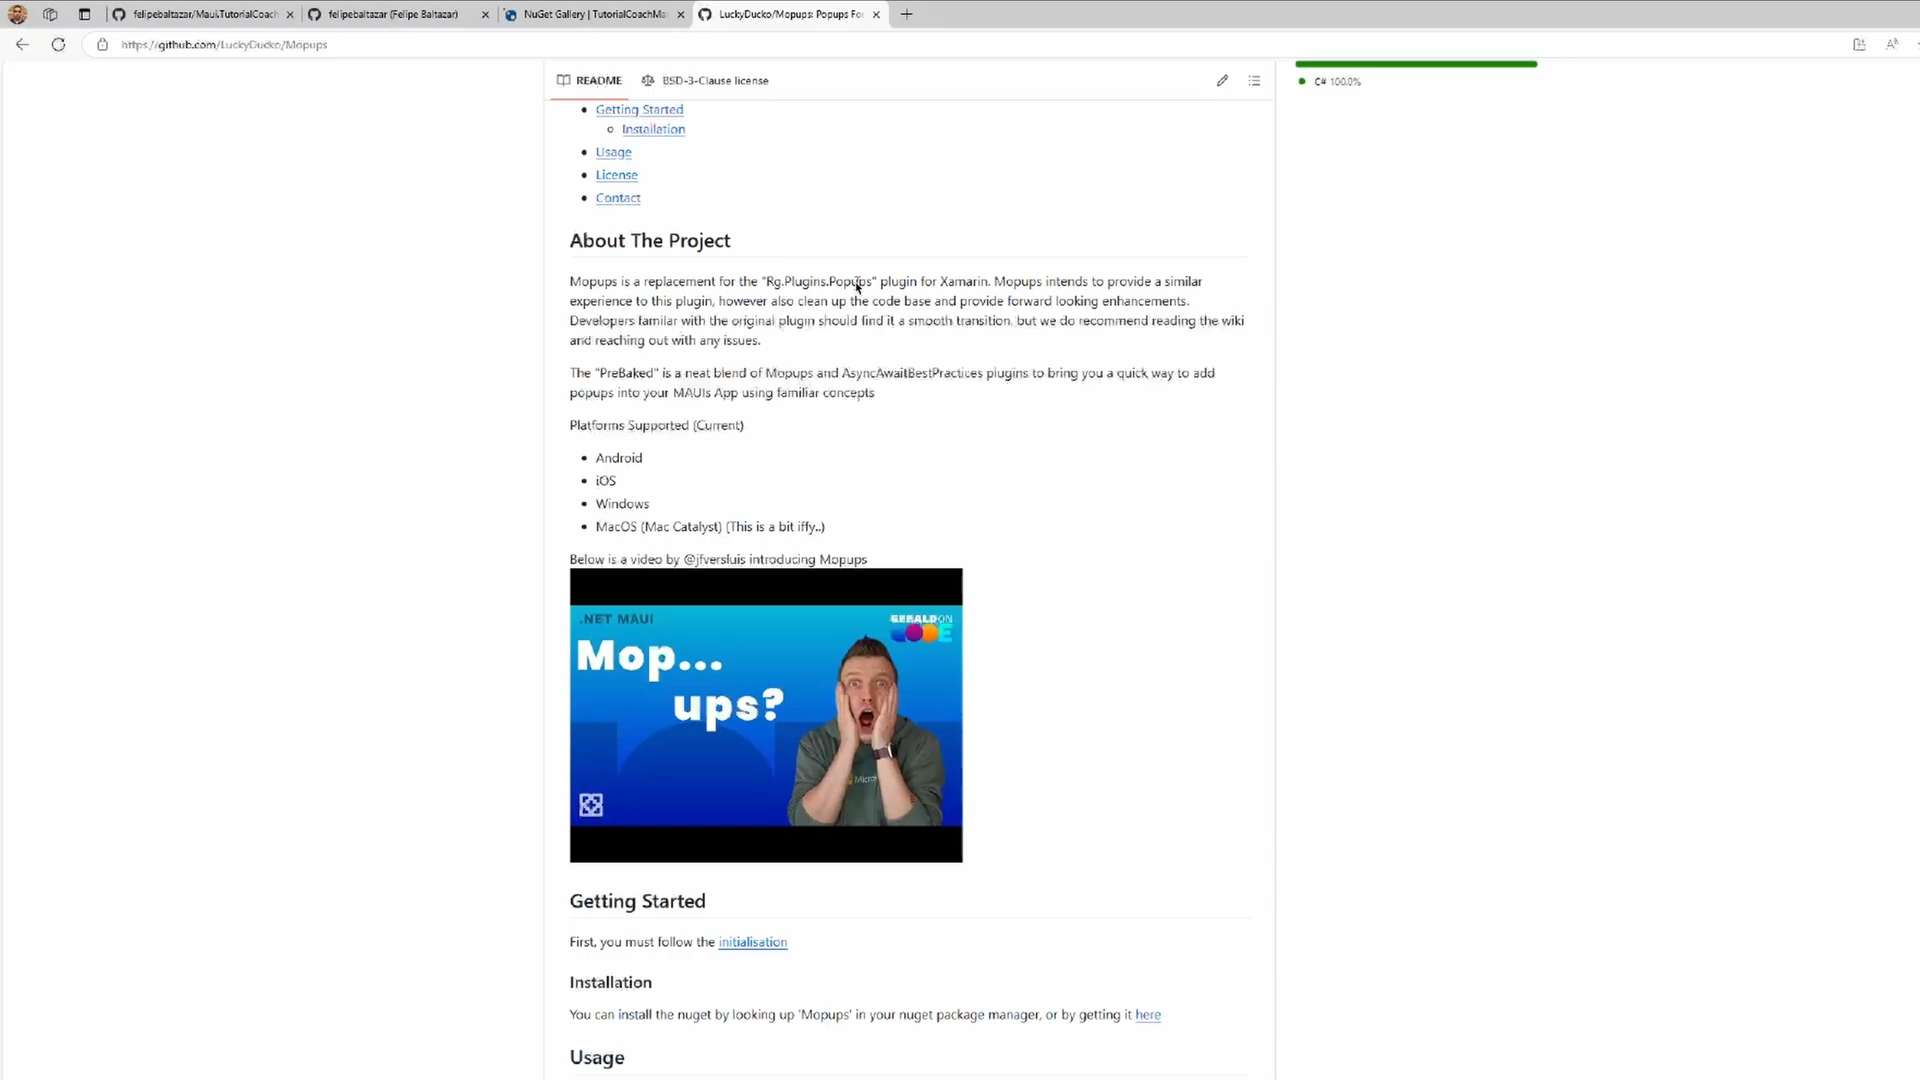 felipebaltazar/Maui.TutorialCoach
felipebaltazar (Felipe Baltazar)
NuGet Gallery | TutorialCoachMa
LuckyDucko/Mopups: Popups Fo
https://github.com/LuckyDucko/Mopups
README
BSD-3-Clause license
C# 100.0%
Getting Started
Installation
Usage
License
Contact
About The Project
Mopups is a replacement for the "Rg.Plugins.Popups" plugin for Xamarin. Mopups intends to provide a similar
experience to this plugin, however also clean up the code base and provide forward looking enhancements.
Developers familar with the original plugin should find it a smooth transition, but we do recommend reading the wiki
and reaching out with any issues.
The "PreBaked" is a neat blend of Mopups and AsyncAwaitBestPractices plugins to bring you a quick way to add
popups into your MAUIs App using familiar concepts
Platforms Supported (Current)
Android
iOS
Windows
MacOS (Mac Catalyst) (This is a bit iffy..)
Below is a video by @jfversluis introducing Mopups
.NET MAUI
GERALD ON
CODE
Mop...
ups?
Micro
Getting Started
First, you must follow the initialisation
Installation
You can install the nuget by looking up 'Mopups' in your nuget package manager, or by getting it here
Usage